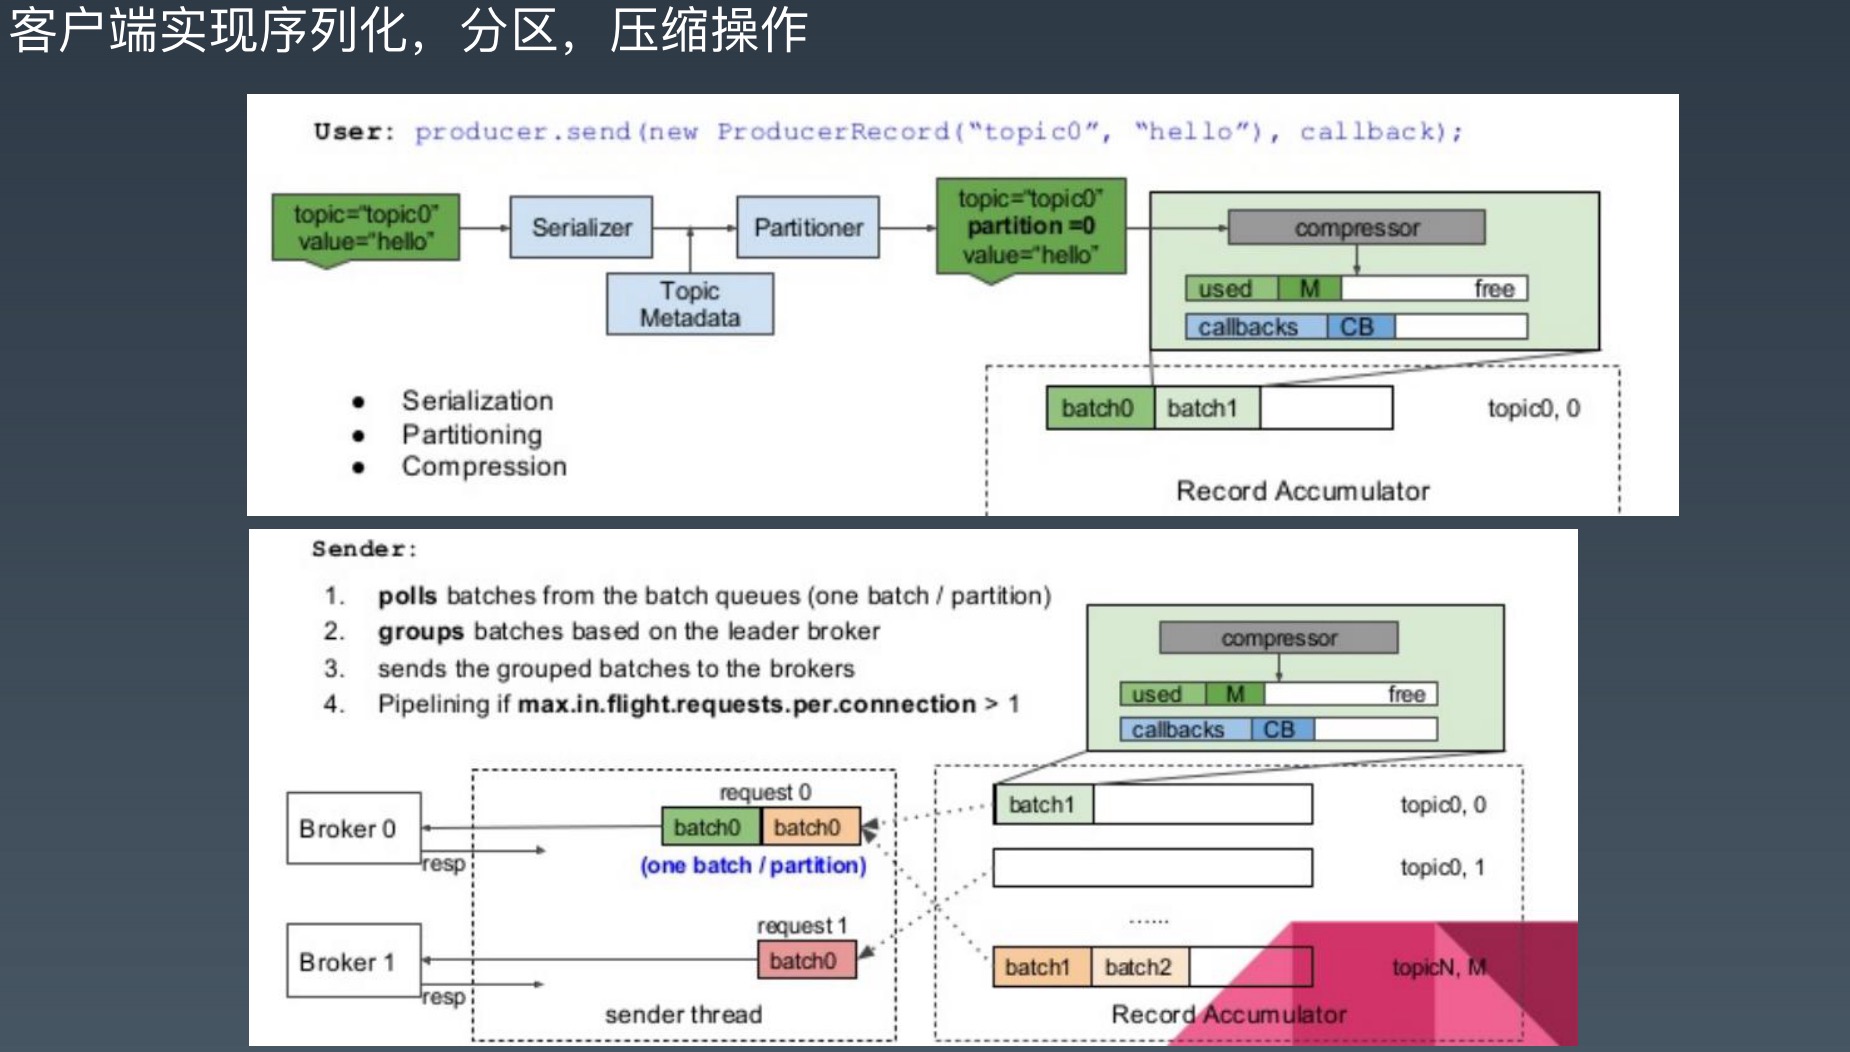 客户端实现序列化，分区，压缩操作
User: producer.send(new ProducerRecord(“topic0”, “hello”), callback);
topic=“topic0”
value=“hello”
Serializer
Partitioner
Topic
Metadata
topic=“topic0”
partition =0
value=“hello”
compressor
used M free
callbacks CB
● Serialization
● Partitioning
● Compression
batch0 batch1 topic0, 0
Record Accumulator
Sender:
1. polls batches from the batch queues (one batch / partition)
2. groups batches based on the leader broker
3. sends the grouped batches to the brokers
4. Pipelining if max.in.flight.requests.per.connection > 1
compressor
used M free
callbacks CB
Broker 0
resp
request 0
batch0 batch0
(one batch / partition)
Broker 1
resp
request 1
batch0
sender thread
batch1 topic0, 0
topic0, 1
......
batch1 batch2 topicN, M
Record Accumulator